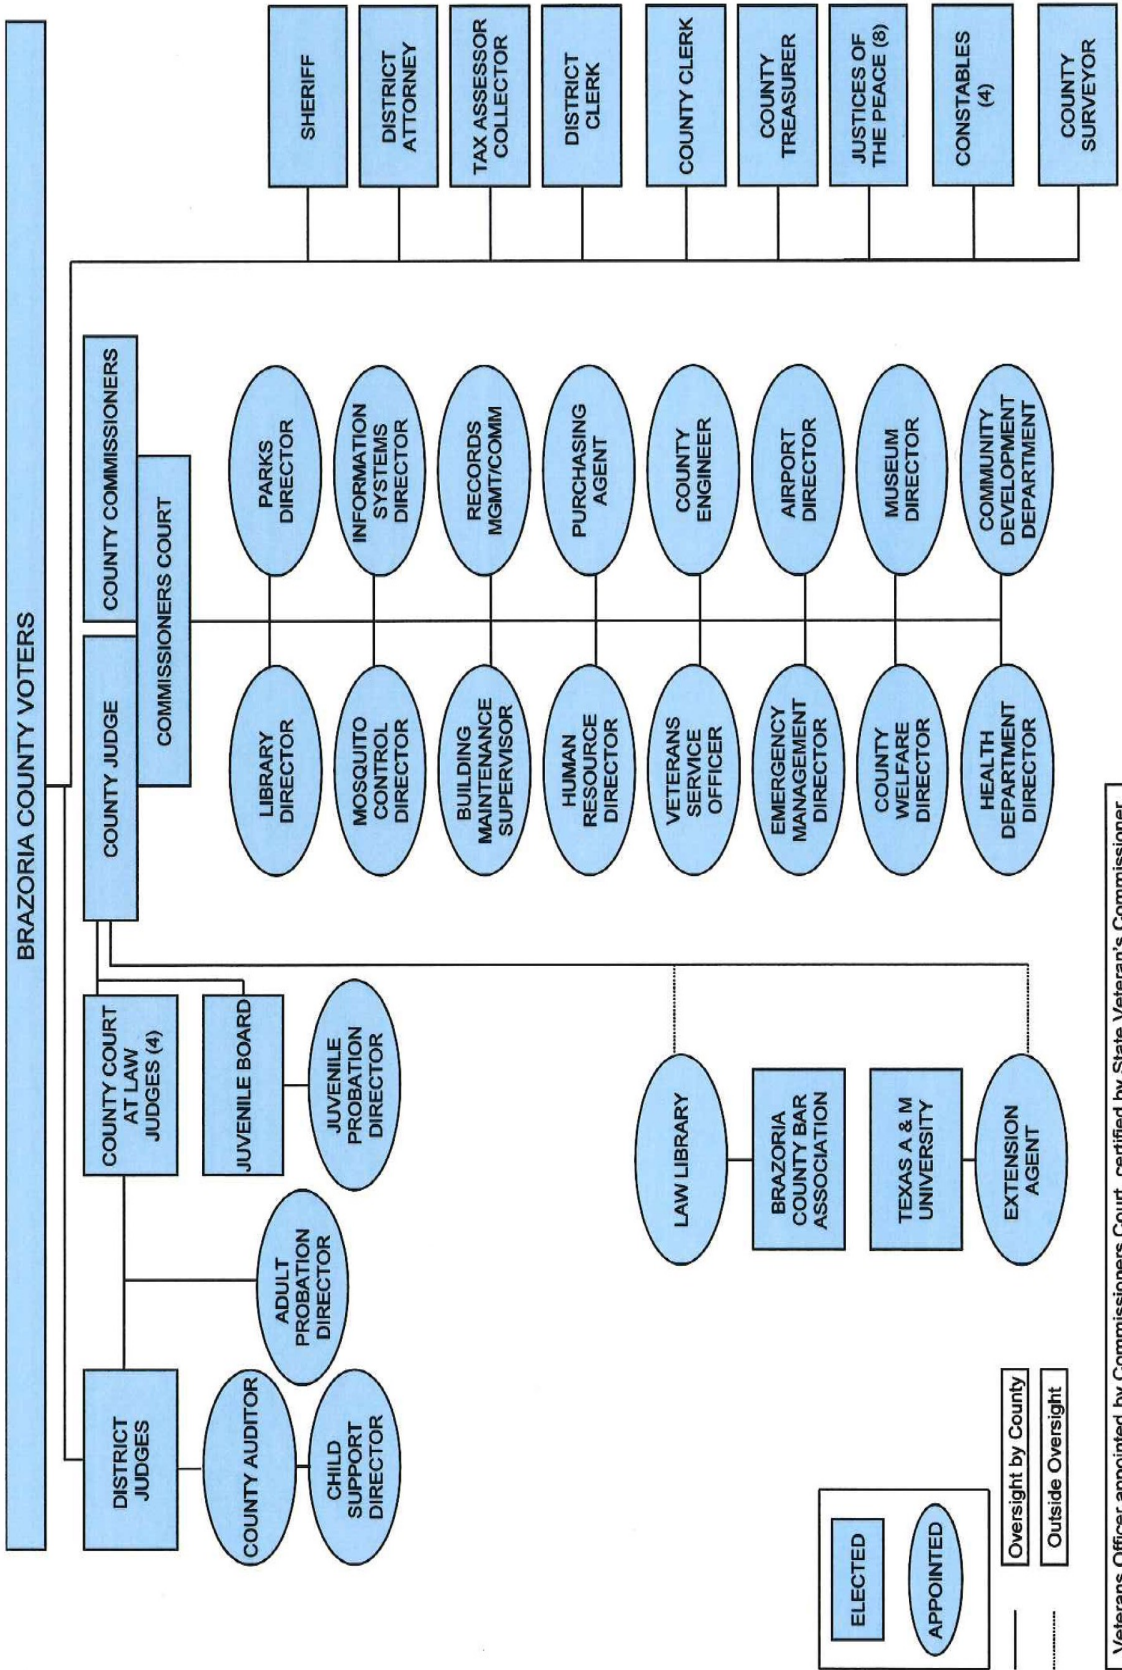 BRAZORIA COUNTY VOTERS
DISTRICT
JUDGES
COUNTY AUDITOR
CHILD
SUPPORT
DIRECTOR
ADULT
PROBATION
DIRECTOR
COUNTY COURT
AT LAW
JUDGES (4)
JUVENILE BOARD
JUVENILE
PROBATION
DIRECTOR
COUNTY JUDGE
COUNTY COMMISSIONERS
COMMISSIONERS COURT
LIBRARY
DIRECTOR
PARKS
DIRECTOR
MOSQUITO
CONTROL
DIRECTOR
INFORMATION
SYSTEMS
DIRECTOR
BUILDING
MAINTENANCE
SUPERVISOR
RECORDS
MGMT/COMM
HUMAN
RESOURCE
DIRECTOR
PURCHASING
AGENT
VETERANS
SERVICE
OFFICER
COUNTY
ENGINEER
EMERGENCY
MANAGEMENT
DIRECTOR
AIRPORT
DIRECTOR
COUNTY
WELFARE
DIRECTOR
MUSEUM
DIRECTOR
HEALTH
DEPARTMENT
DIRECTOR
COMMUNITY
DEVELOPMENT
DEPARTMENT
SHERIFF
DISTRICT
ATTORNEY
TAX ASSESSOR
COLLECTOR
DISTRICT
CLERK
COUNTY CLERK
COUNTY
TREASURER
JUSTICES OF
THE PEACE (8)
CONSTABLES
(4)
COUNTY
SURVEYOR
LAW LIBRARY
BRAZORIA
COUNTY BAR
ASSOCIATION
TEXAS A & M
UNIVERSITY
EXTENSION
AGENT
ELECTED
APPOINTED
Oversight by County
Outside Oversight
Veterans Officer appointed by Commissioners Court, certified by State Veteran's Commissioner